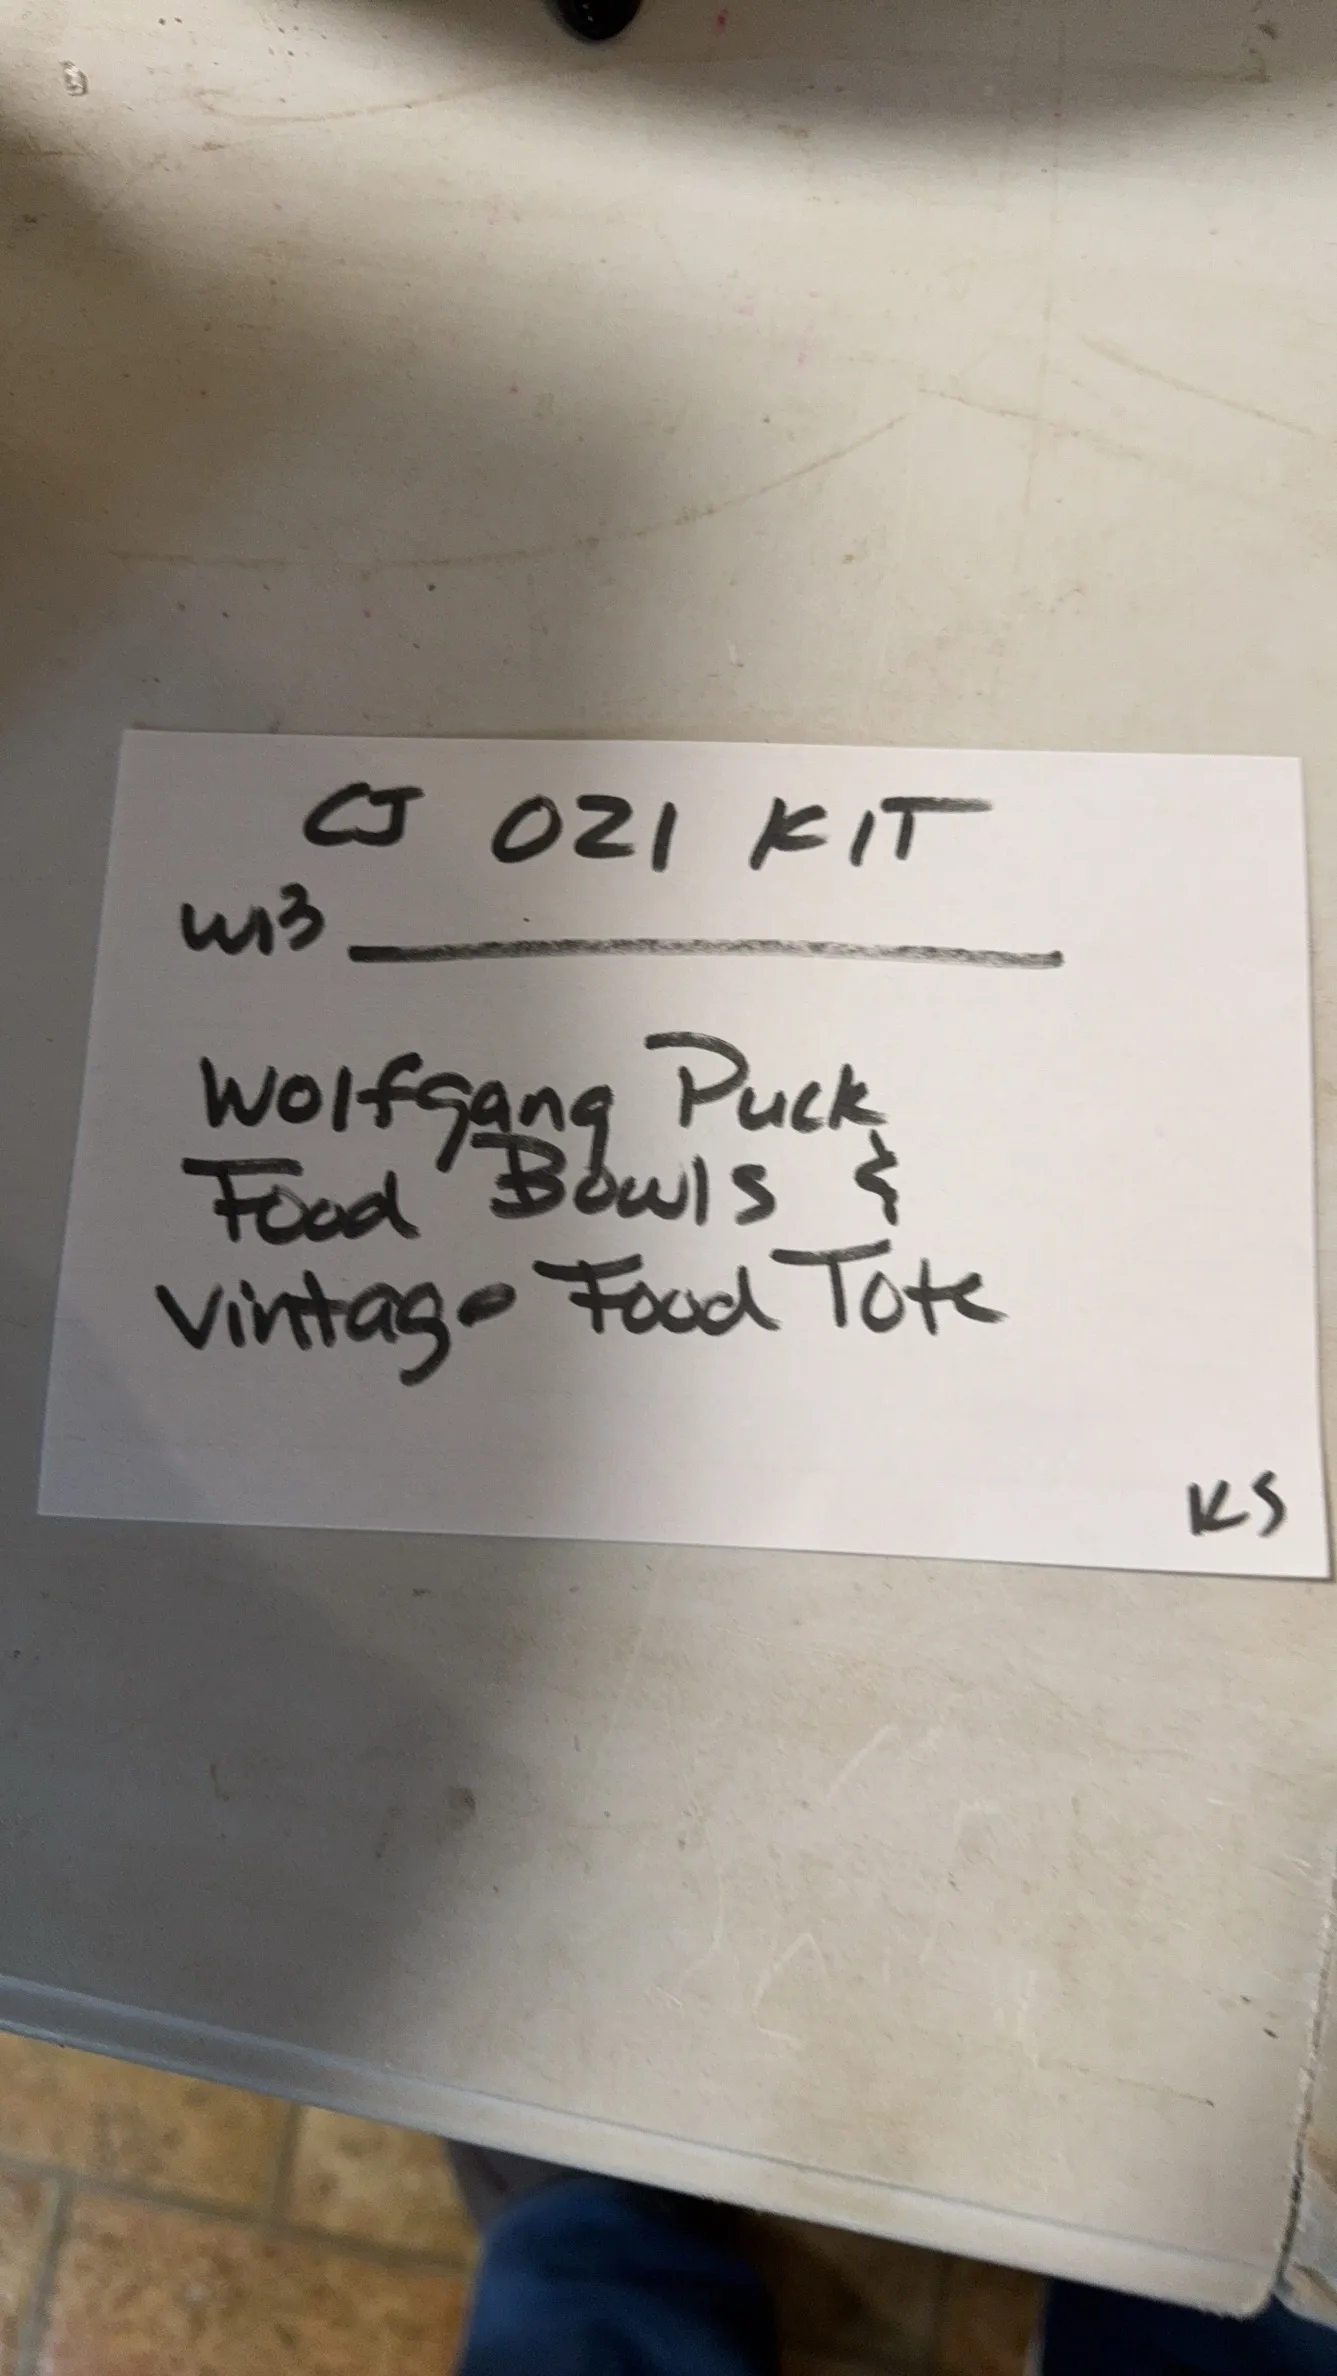 CJ 021 KIT
W13
Wolfgang Puck
Food Bowls &
Vintage Food Tote
KS